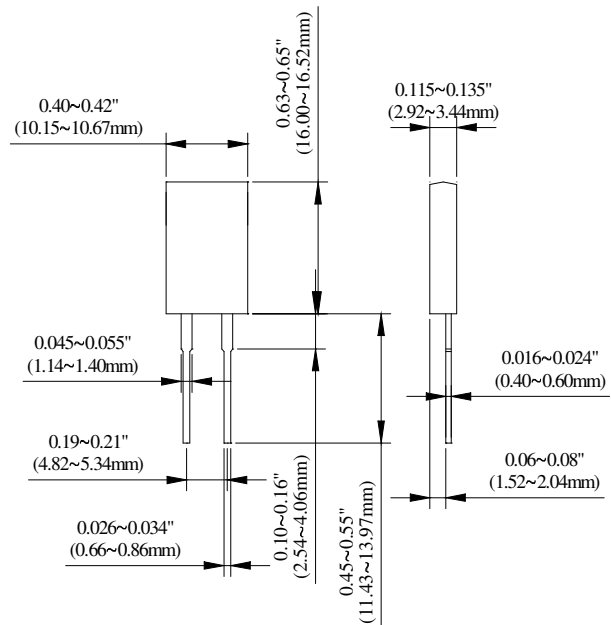 0.40~0.42"
(10.15~10.67mm)
0.63~0.65"
(16.00~16.52mm)
0.115~0.135"
(2.92~3.44mm)
0.045~0.055"
(1.14~1.40mm)
0.016~0.024"
(0.40~0.60mm)
0.19~0.21"
(4.82~5.34mm)
0.06~0.08"
(1.52~2.04mm)
0.026~0.034"
(0.66~0.86mm)
0.10~0.16"
(2.54~4.06mm)
0.45~0.55"
(11.43~13.97mm)